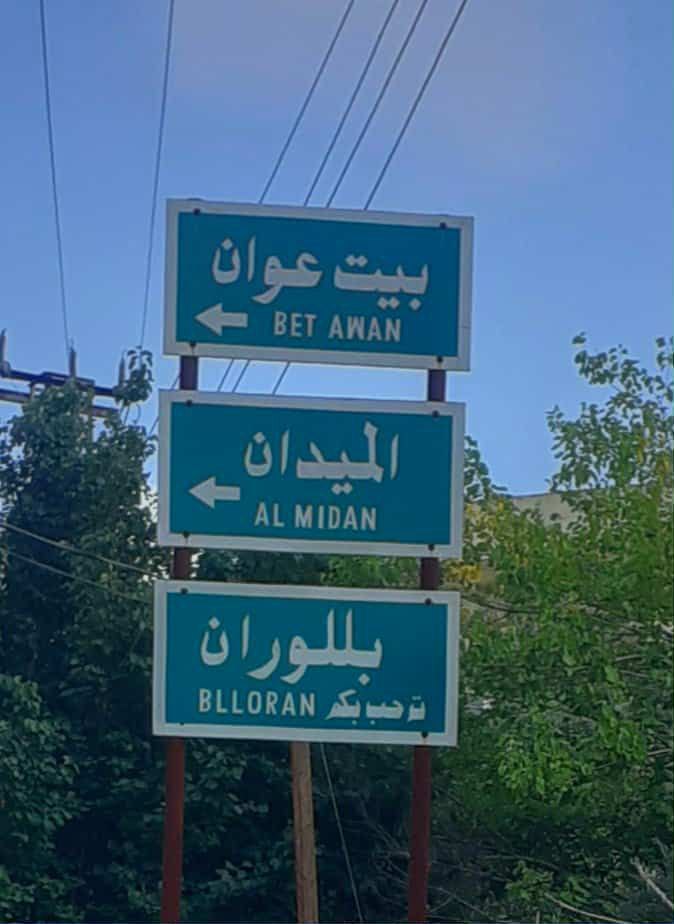 بيت عوان
BET AWAN
الميدان
AL MIDAN
بللوران
BLLORAN ترحب بكم